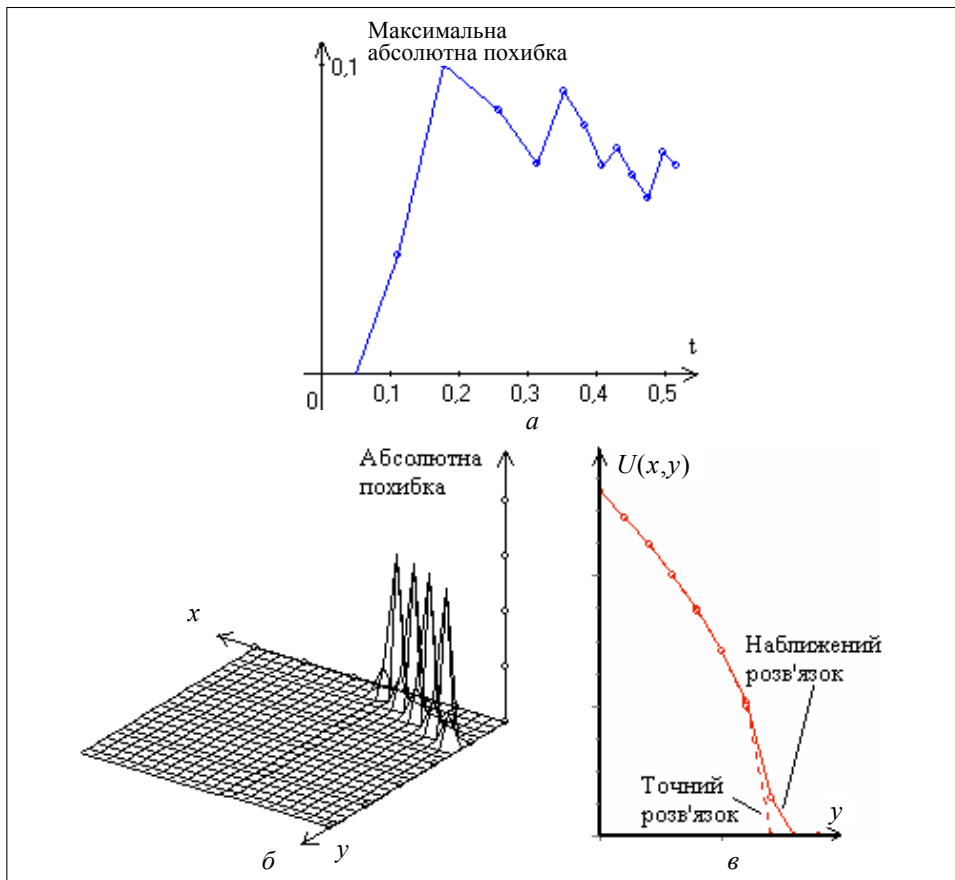 Максимальна
абсолютна похибка
0,1
t
0
0,1 0,2 0,3 0,4 0,5
а
Абсолютна
похибка
x
y
б
U(x,y)
Наближений
розв'язок
Точний
розв'язок
y
в